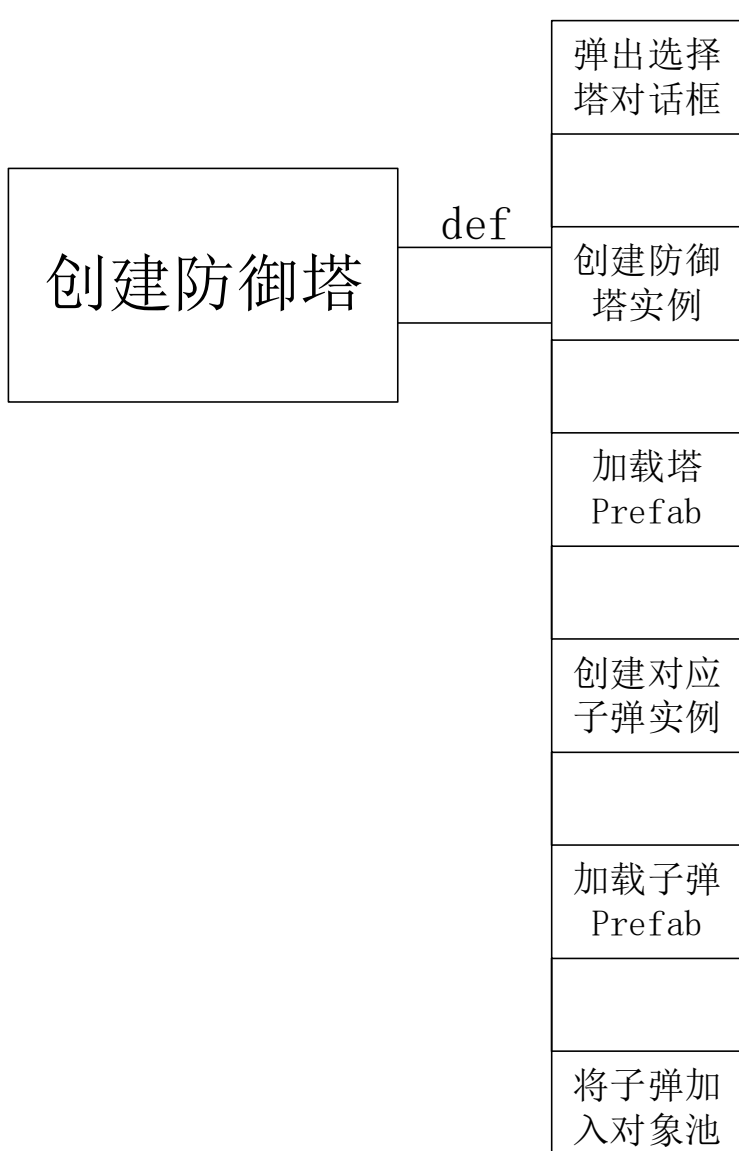 弹出选择
塔对话框
创建防御塔
def
创建防御
塔实例
加载塔
Prefab
创建对应
子弹实例
加载子弹
Prefab
将子弹加
入对象池